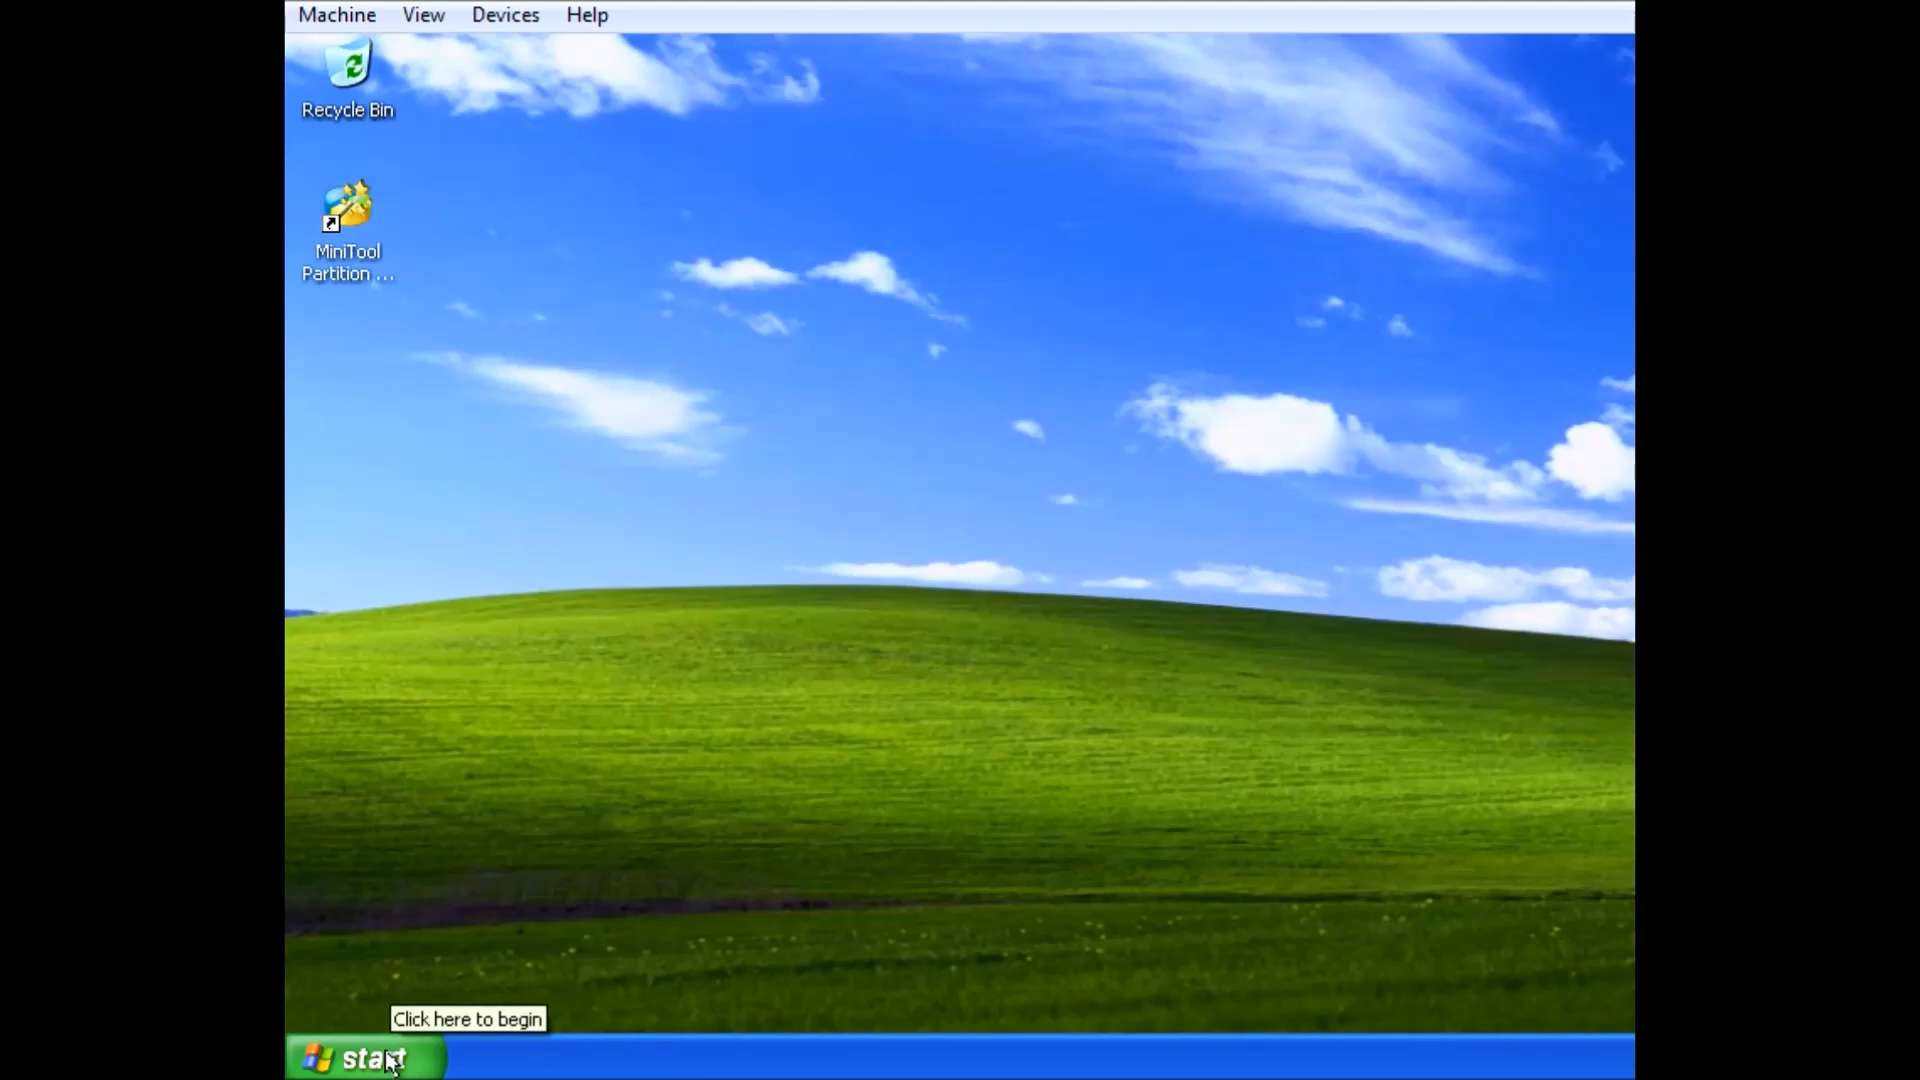 Machine View Devices Help
Recycle Bin
MiniTool
Partition ...
Click here to begin
start